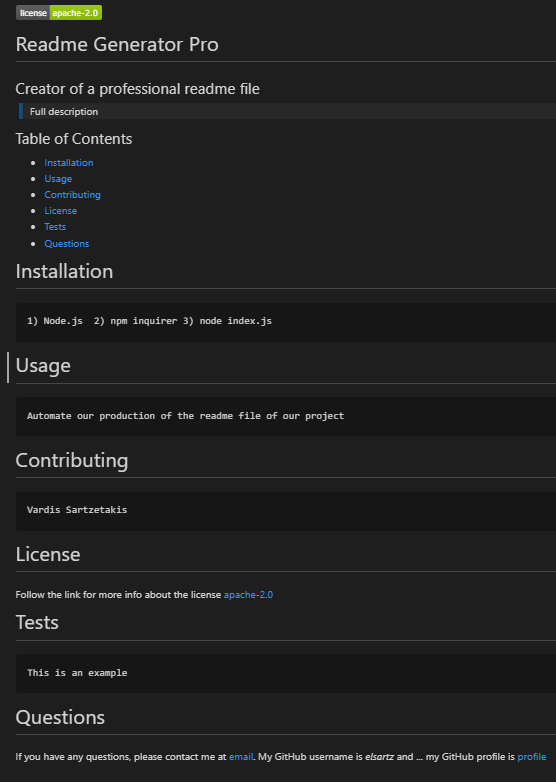 license apache-2.0
Readme Generator Pro
Creator of a professional readme file
Full description
Table of Contents
Installation
Usage
Contributing
License
Tests
Questions
Installation
1) Node.js  2) npm inquirer 3) node index.js
Usage
Automate our production of the readme file of our project
Contributing
Vardis Sartzetakis
License
Follow the link for more info about the license apache-2.0
Tests
This is an example
Questions
If you have any questions, please contact me at email. My GitHub username is elsartz and ... my GitHub profile is profile